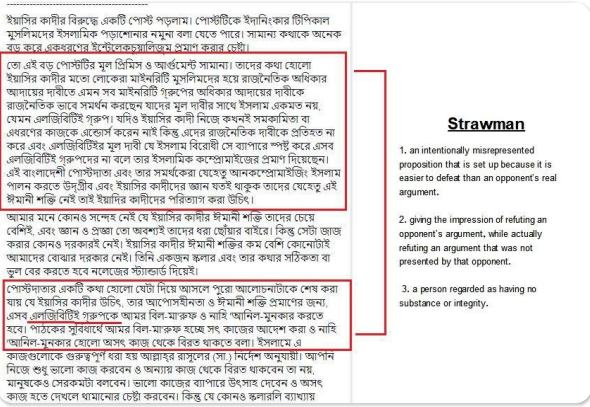 ইয়াসির কাদীর বিরুদ্ধে একটি পোস্ট পড়লাম। পোস্টটিকে ইদানিংকার টিপিকাল
মুসলিমদের ইসলামিক পড়াশোনার নমুনা বলা যেতে পারে। সামান্য কথাকে অনেক
বড় করে একধরণের ইন্টেলেকচুয়ালিজম প্রমাণ করার চেষ্টা।
তো এই বড় পোস্টটির মূল প্রিমিস ও আর্গুমেন্ট সামান্য। তাদের কথা হোলো
ইয়াসির কাদীর মতো লোকেরা মাইনরিটি মুসলিমদের হয়ে রাজনৈতিক অধিকার
আদায়ের দাবীতে এমন সব মাইনরিটি গ্রুপের অধিকার আদায়ের দাবীকে
রাজনৈতিক ভাবে সমর্থন করছেন যাদের মূল দাবীর সাথে ইসলাম একমত নয়,
যেমন এলজিবিটিই গ্রুপ। যদিও ইয়াসির কাদী নিজে কখনই সমকামিতা বা
এধরণের কাজকে এন্ডোর্স করেন নাই কিন্তু এদের রাজনৈতিক দাবীকে প্রতিহত না
করে এবং এলজিবিটিইর মূল দাবী যে ইসলাম বিরোধী সে ব্যাপারে স্পষ্ট করে এসব
এলজিবিটিই গ্রুপদের না বলে তার ইসলামিক কম্প্রোমাইজের প্রমাণ দিয়েছেন।
এই বাংলাদেশী পোস্টদাতা এবং তার সমর্থকেরা যেহেতু আনকম্প্রোমাইজিং ইসলাম
পালন করতে উদগ্রীব এবং ইয়াসির কাদীদের জ্ঞান যতই থাকুক তাদের যেহেতু এই
ঈমানী শক্তি নেই তাই ইয়াদির কাদীদের পরিত্যাগ করা উচিৎ।
আমার মনে কোনও সন্দেহ নেই যে ইয়াসির কাদীর ঈমানী শক্তি তাদের চেয়ে
বেশিই, এবং জ্ঞান ও প্রজ্ঞা তো অবশ্যই তাদের ধরা ছোঁয়ার বাইরে। কিন্তু সেটা জাজ
করার কোনও দরকারই নেই। ইয়াসির কাদীর ঈমানী শক্তির কম বেশি কোনোটাই
আমাদের বোঝার দরকার নেই। তিনি একজন স্কলার এবং তার কথার সঠিকতা বা
ভুল বের করতে হবে নলেজের স্ট্যান্ডার্ড দিয়েই।
পোস্টদাতার একটি কথা হোলো যেটা দিয়ে আসলে পুরো আলোচনাটাকে শেষ করা
যায় যে ইয়াসির কাদীর উচিৎ, তার আপোসহীনতা ও ঈমানী শক্তি প্রমাণের জন্য,
এসব এলজিবিটিই গ্রুপকে আমর বিল-মা'রুফ ও নাহি 'আনিল-মুনকার করতে
হবে। পাঠকের সুবিধার্থে আমর বিল-মা'রুফ হচ্ছে সৎ কাজের আদেশ করা ও নাহি
'আনিল-মুনকার হোলো অসৎ কাজ থেকে বিরত থাকতে বলা। ইসলামে এ
কাজগুলোকে গুরুত্বপূর্ণ ধরা হয় আল্লাহ্‌র রাসূলের (সা.) নির্দেশ অনুযায়ী। আপনি
নিজে শুধু ভালো কাজ করবেন ও অন্যায় কাজ থেকে বিরত থাকবেন তা নয়,
মানুষকেও সেরকমটা বলবেন। ভালো কাজের ব্যাপারে উৎসাহ দেবেন ও অসৎ
কাজ হতে দেখলে থামানোর চেষ্টা করবেন। কিন্তু যে কোনও স্কলারলি ব্যাখ্যায়
Strawman
1. an intentionally misrepresented
proposition that is set up because it is
easier to defeat than an opponent's real
argument.
2. giving the impression of refuting an
opponent's argument, while actually
refuting an argument that was not
presented by that opponent.
3. a person regarded as having no
substance or integrity.